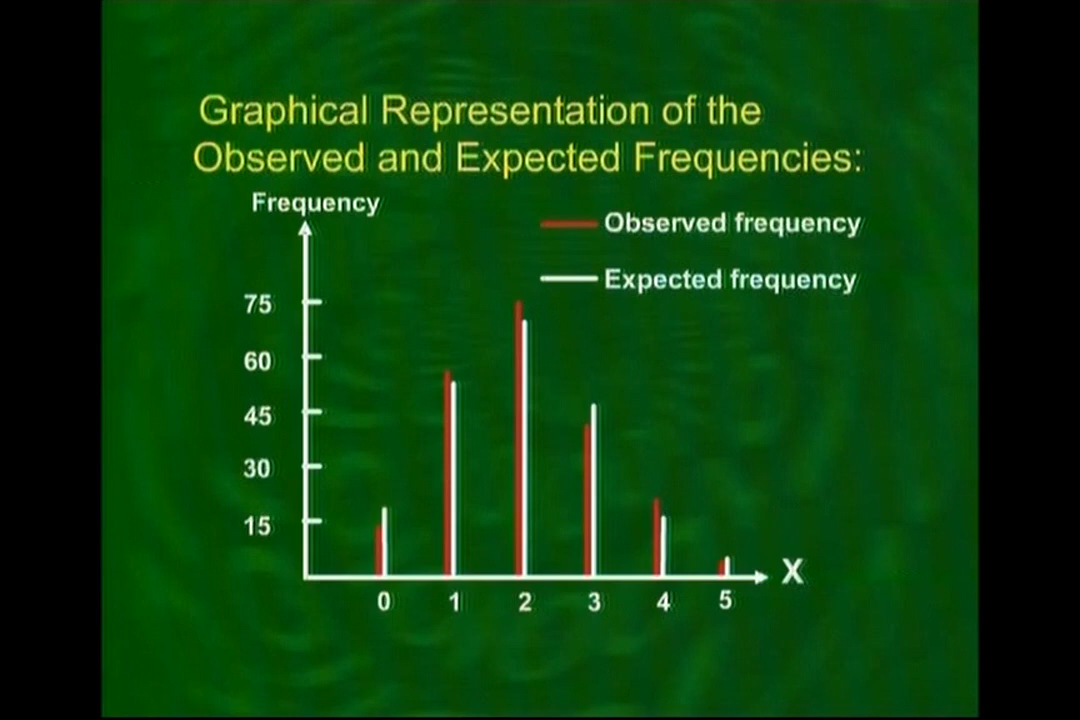 Graphical Representation of the
Observed and Expected Frequencies:
Frequency
Observed frequency
Expected frequency
75
60
45
30
15
X
0 1 2 3 4 5